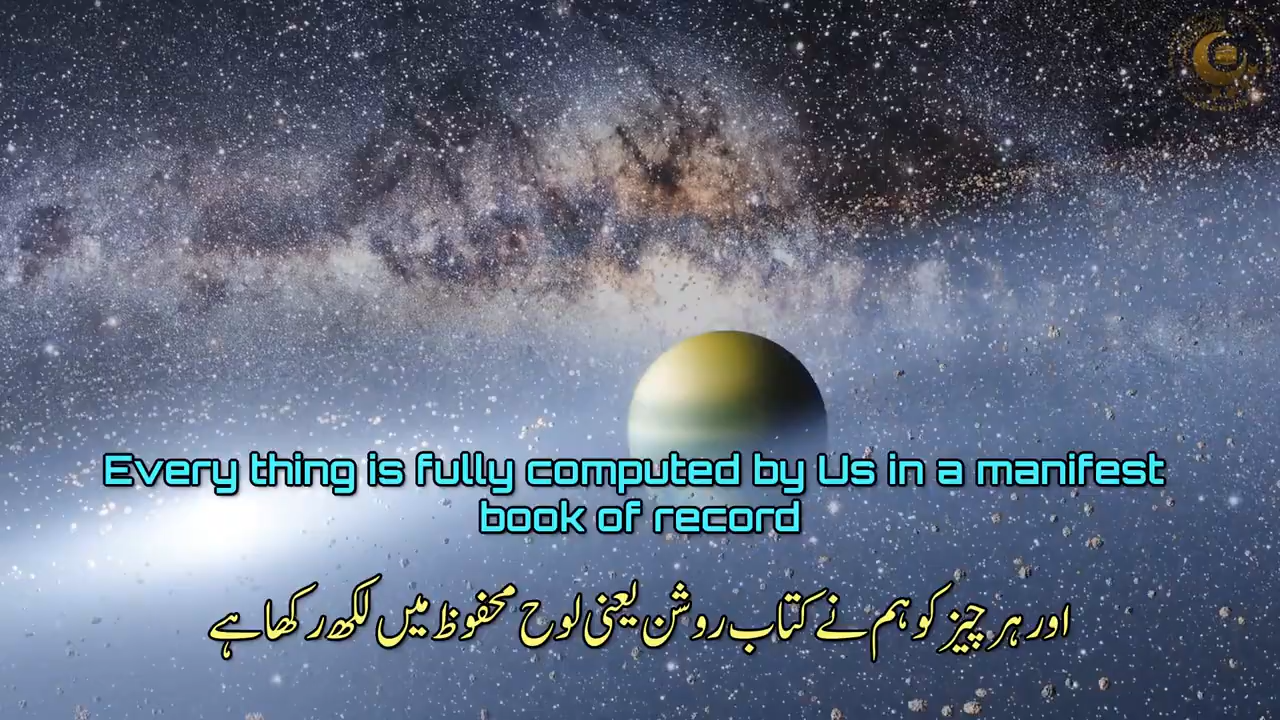 Every thing is fully computed by Us in a manifest
book of record
اور ہر چیز کو ہم نے کتاب روشن یعنی لوح محفوظ میں لکھ رکھا ہے